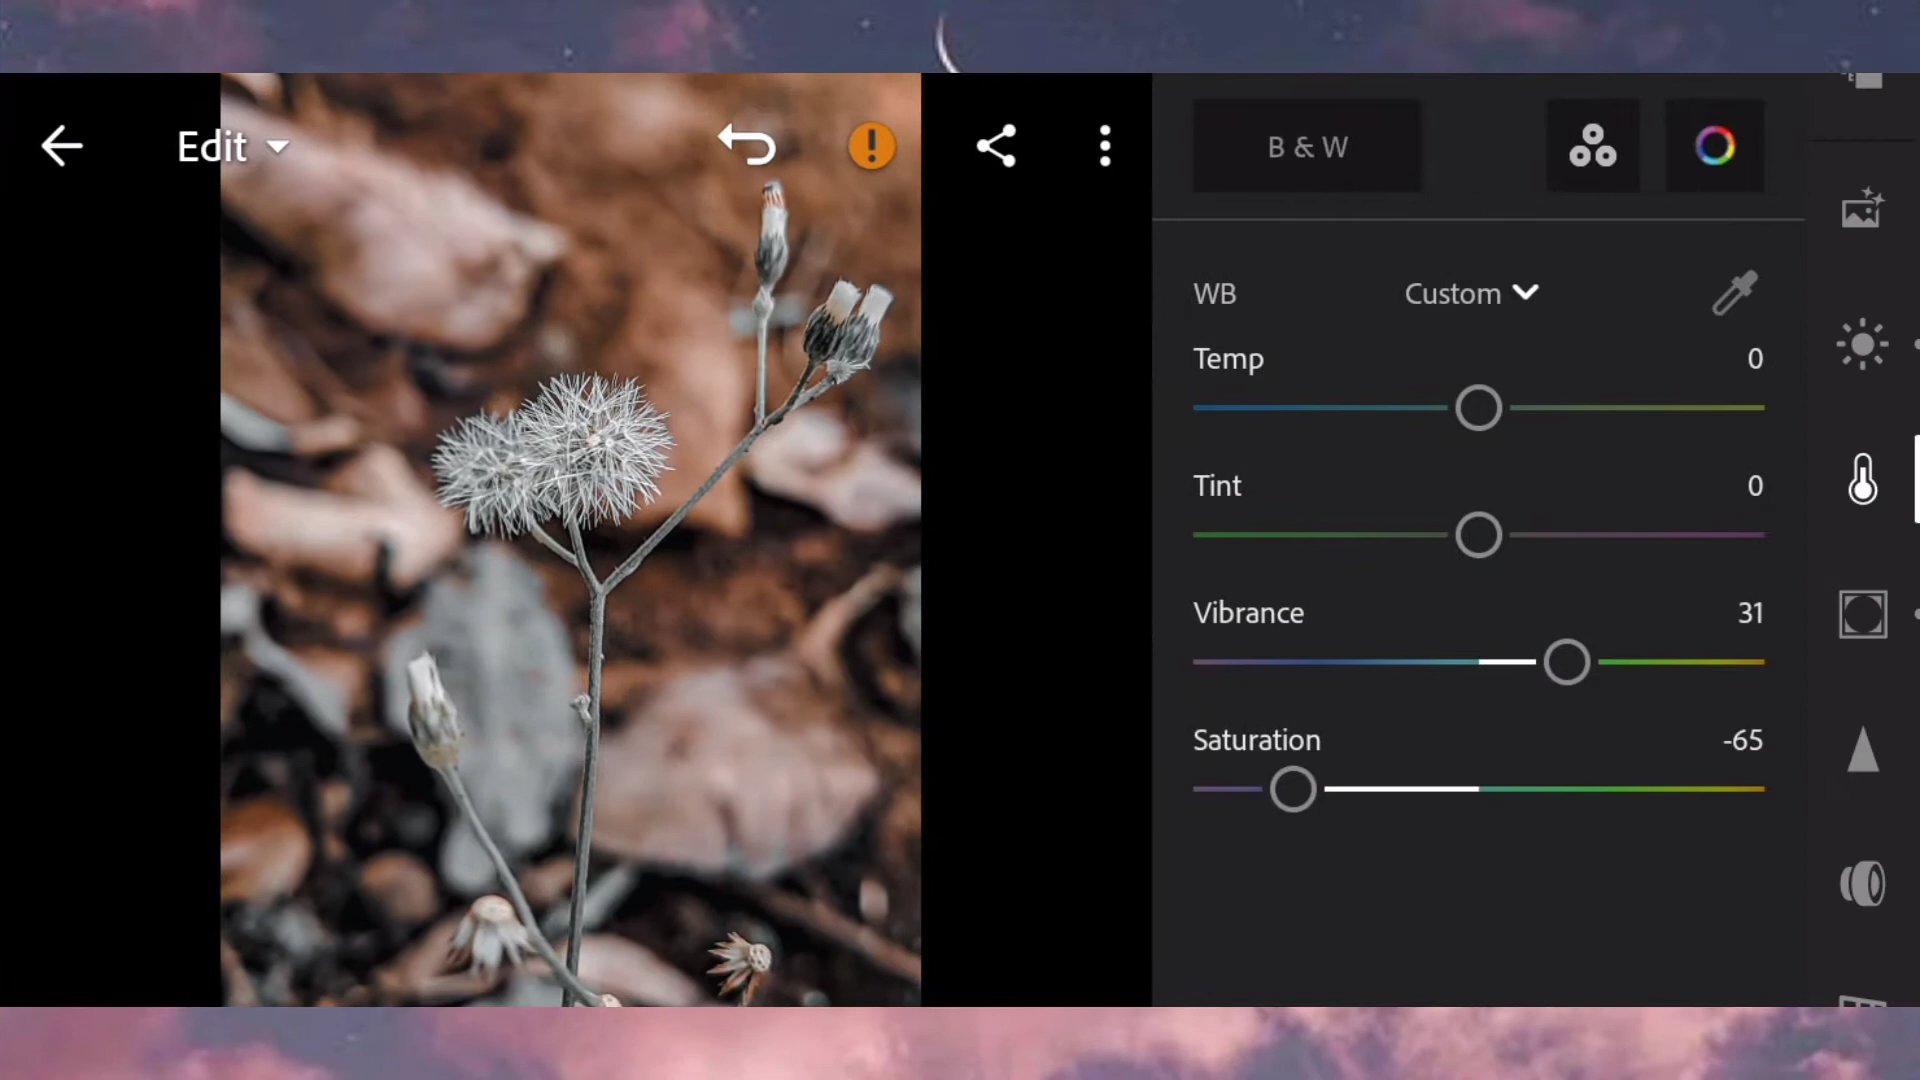 Edit
B & W
WB Custom
Temp 0
Tint 0
Vibrance 31
Saturation -65